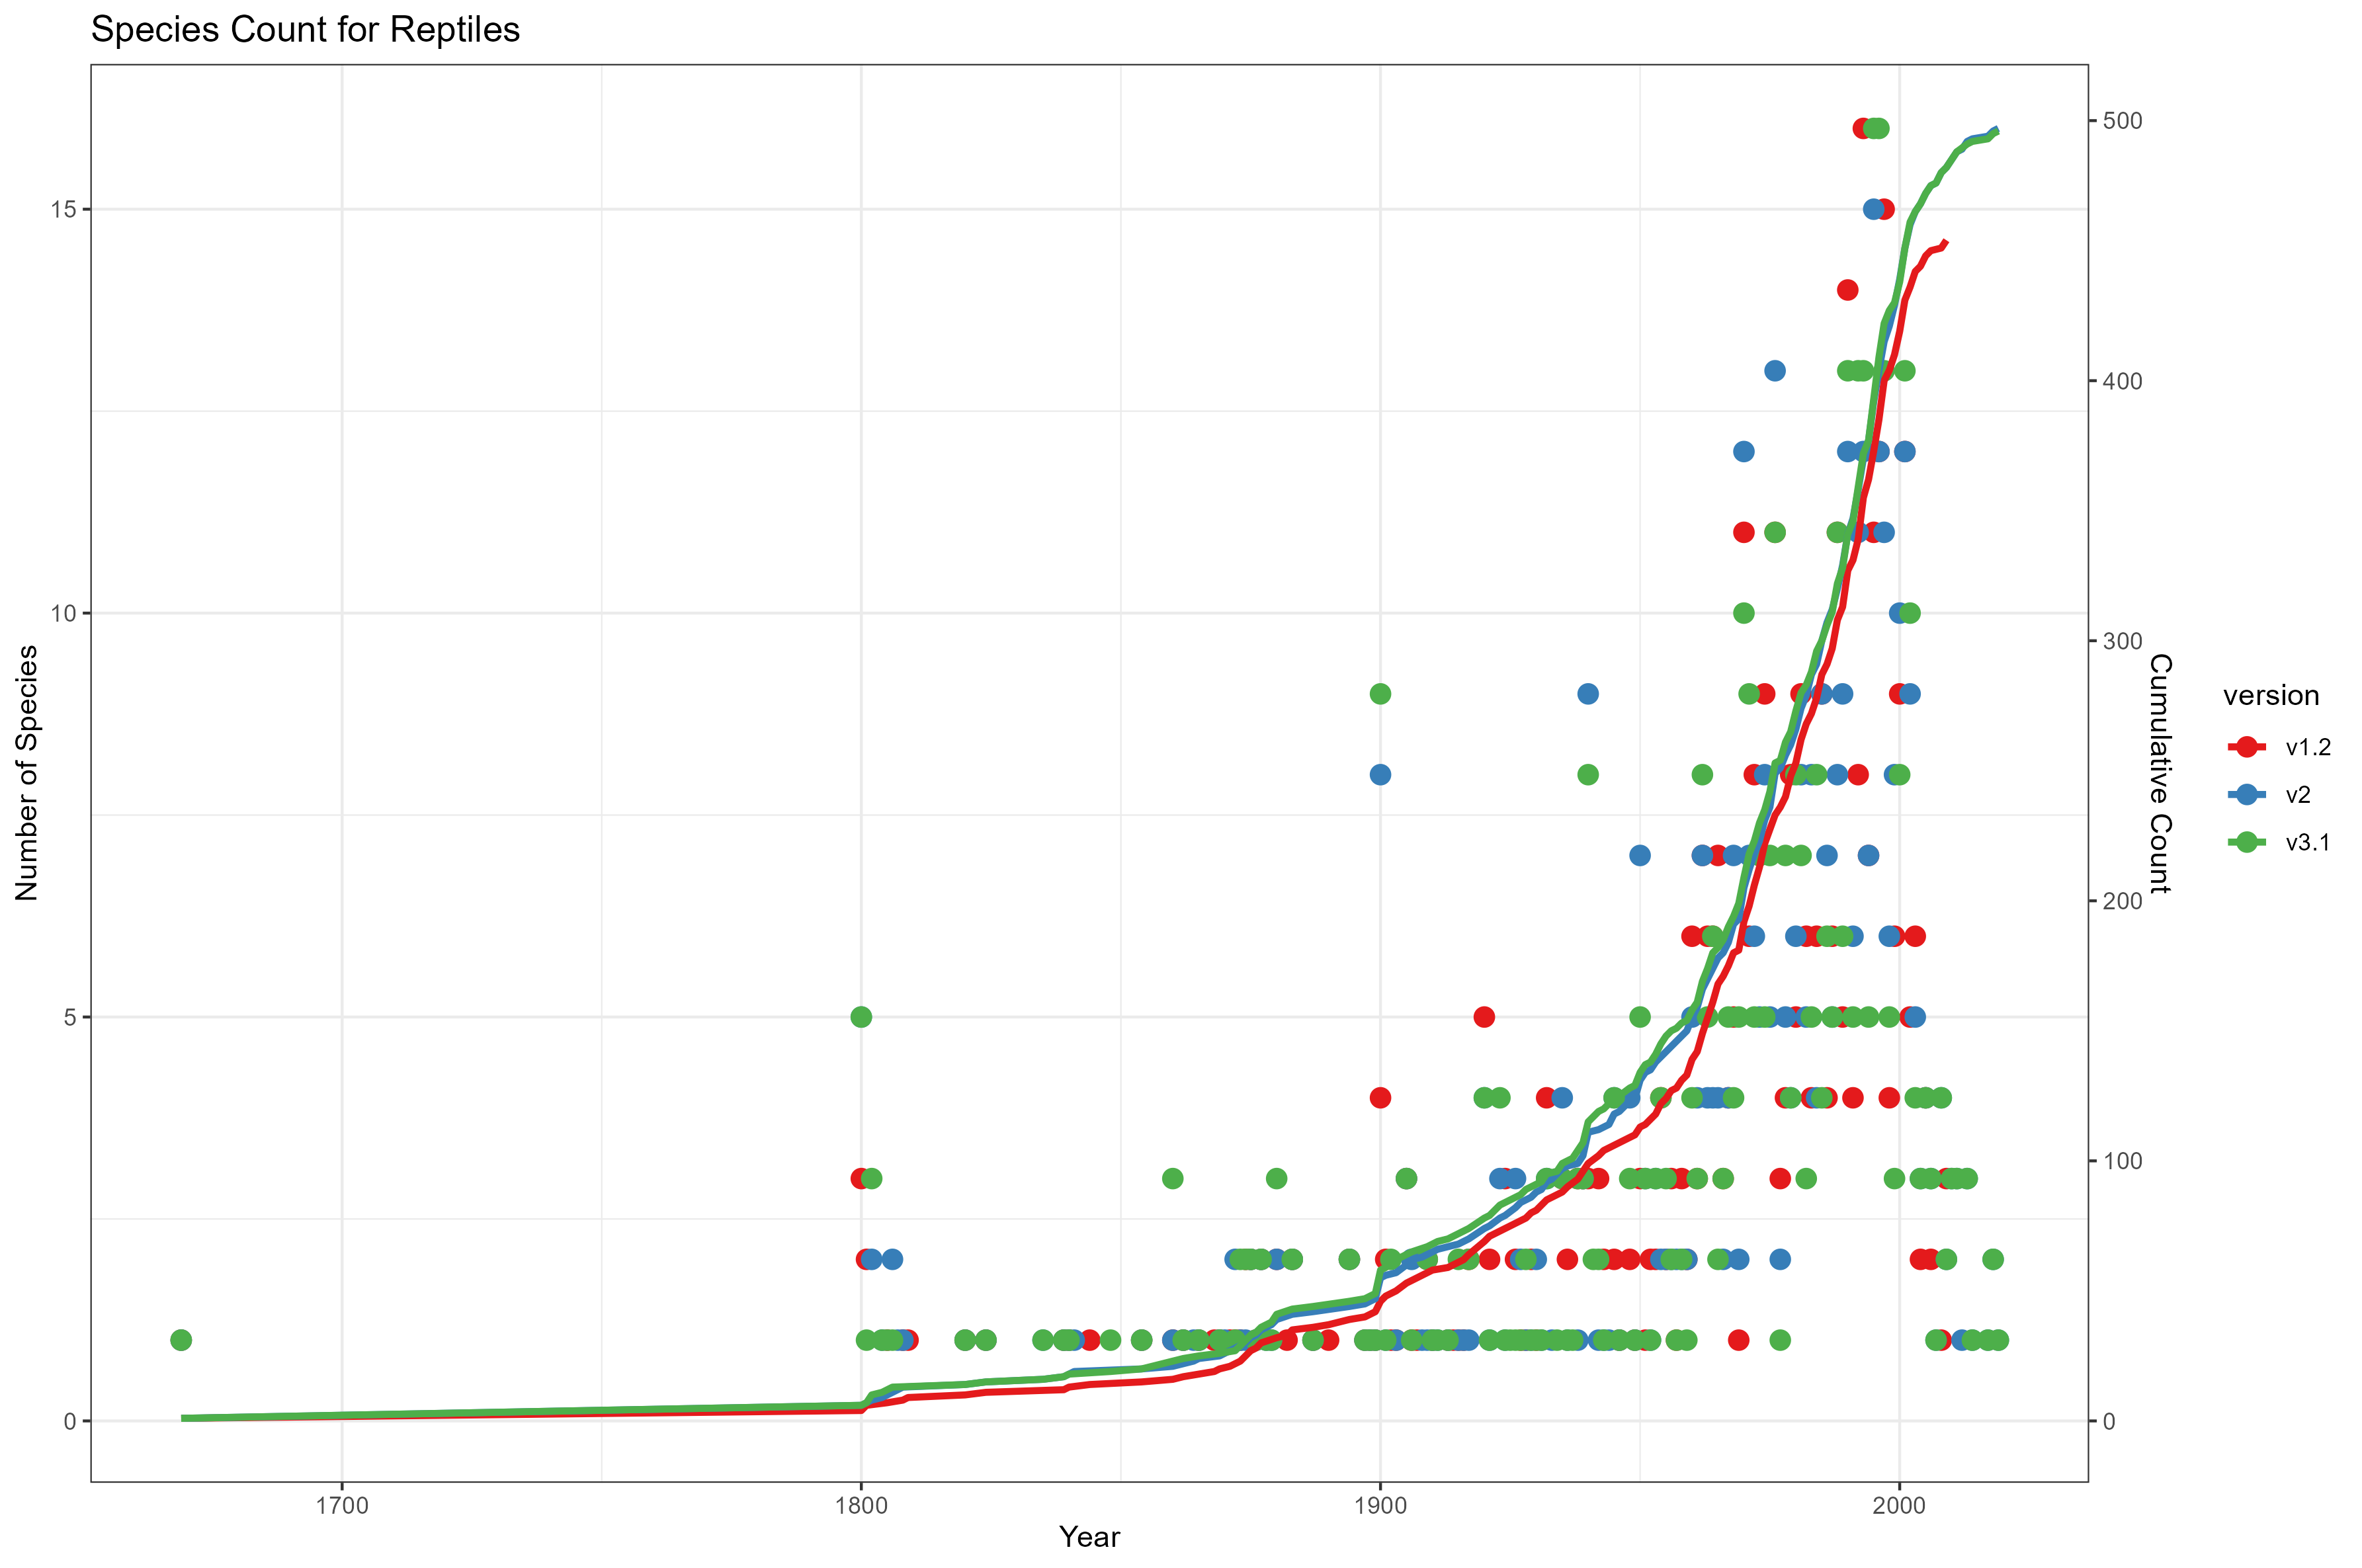 Species Count for Reptiles
Number of Species
15
10
5
0
500
400
300
200
100
0
Cumulative Count
1700
1800
1900
2000
Year
version
v1.2
v2
v3.1